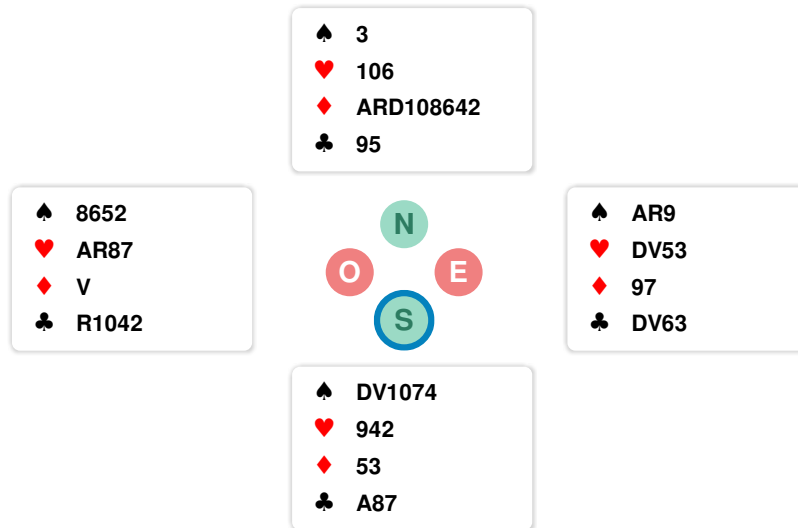 ♠ 3
♥ 106
♦ ARD108642
♣ 95
♠ 8652
♥ AR87
♦ V
♣ R1042
N
O E
S
♠ AR9
♥ DV53
♦ 97
♣ DV63
♠ DV1074
♥ 942
♦ 53
♣ A87